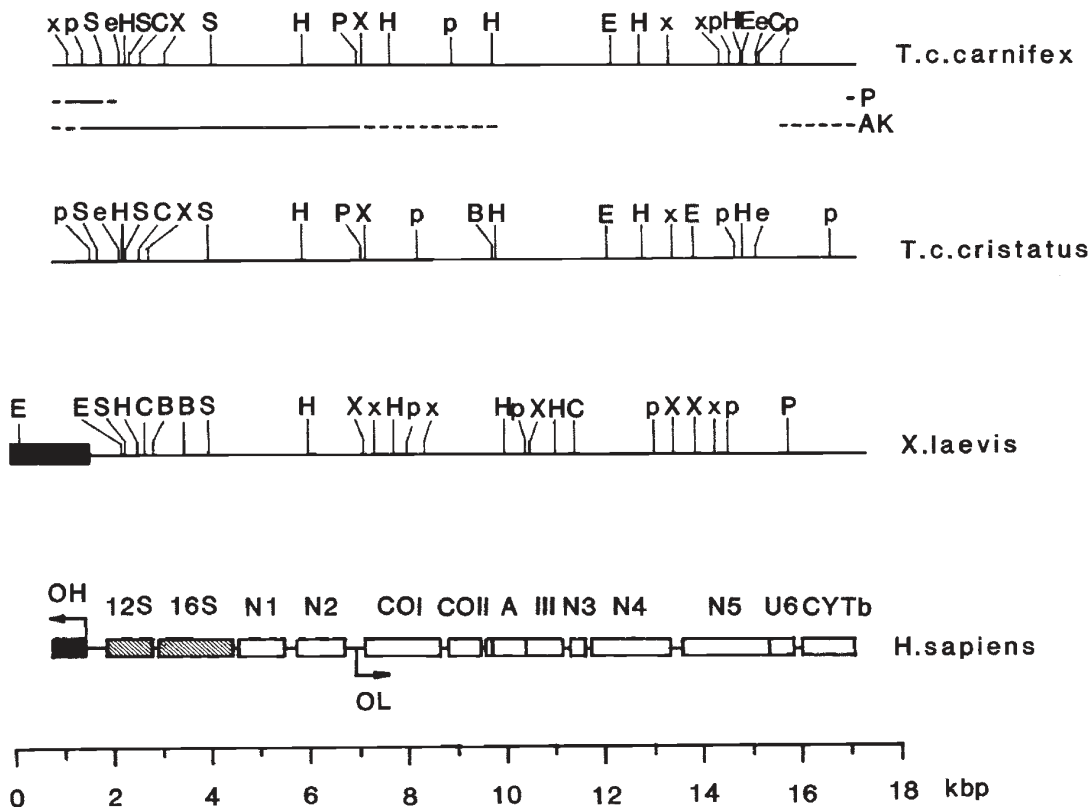 x p S e H S C X S H P X H p H E H x x p H E e C p
T.c.carnifex
P
AK
p S e H S C X S H P X p B H E H x E p H e p
T.c.cristatus
E E S H C B B S H X x H p x H p X H C p X X x p P
X.laevis
OH 12S 16S N1 N2 COI COII A III N3 N4 N5 U6 CYTb
H.sapiens
OL
0 2 4 6 8 10 12 14 16 18 kbp